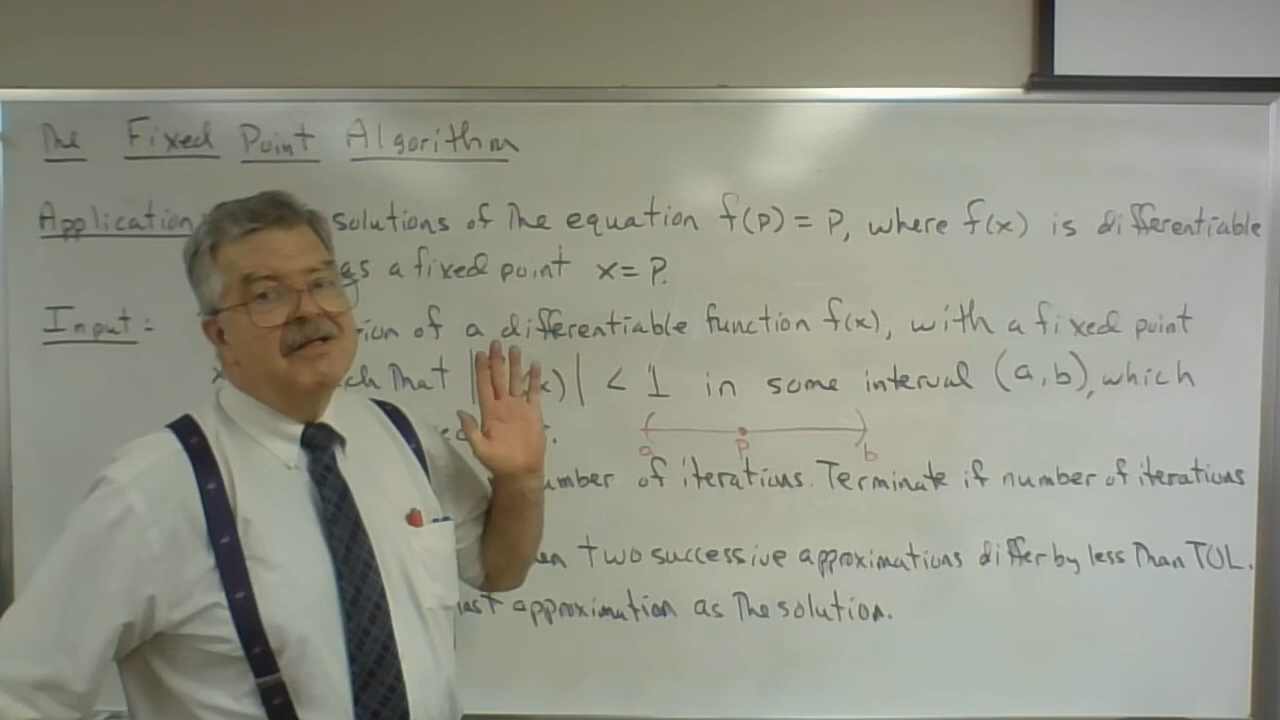 The Fixed Point Algorithm
Application: solutions of the equation f(p) = P, where f(x) is differentiable
as a fixed point x = P.
Input: ion of a differentiable function f(x), with a fixed point
ch that | (x)| < 1 in some interval (a, b), which
( )
a P b
umber of iterations. Terminate if number of iterations
en two successive approximations differ by less than TOL.
last approximation as the solution.